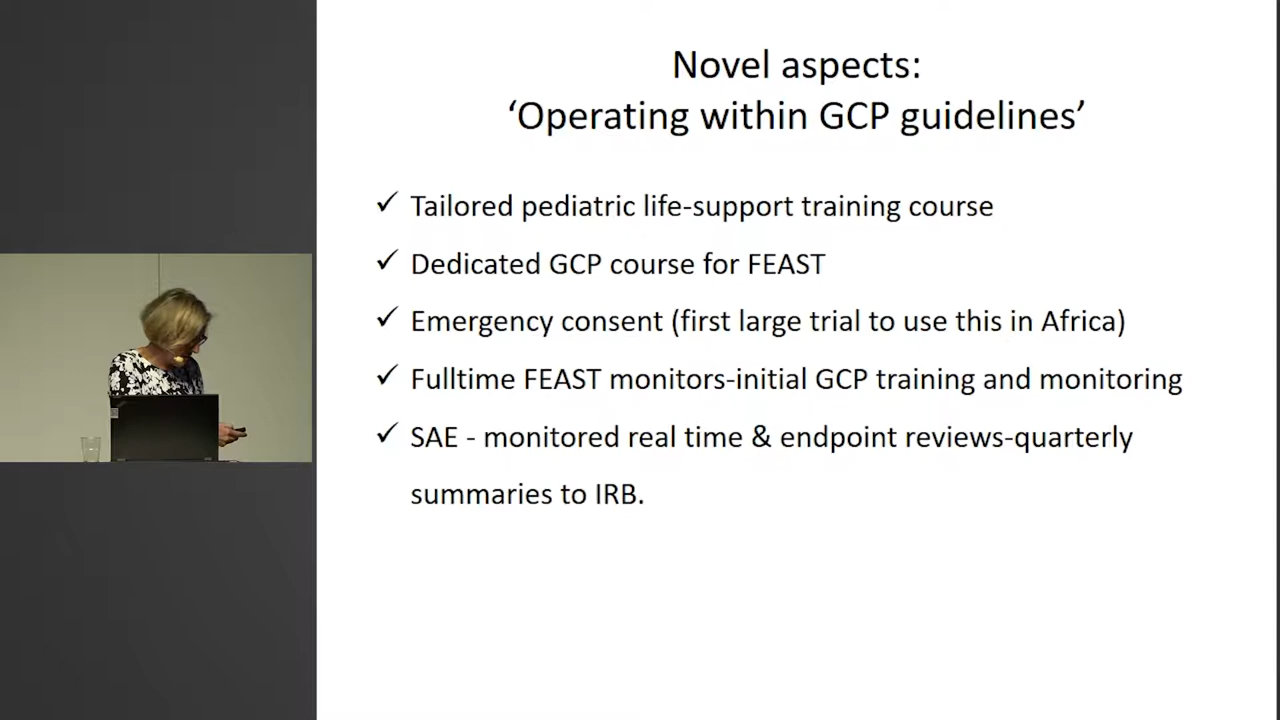 Novel aspects:
‘Operating within GCP guidelines’
✓ Tailored pediatric life-support training course
✓ Dedicated GCP course for FEAST
✓ Emergency consent (first large trial to use this in Africa)
✓ Fulltime FEAST monitors-initial GCP training and monitoring
✓ SAE - monitored real time & endpoint reviews-quarterly
summaries to IRB.